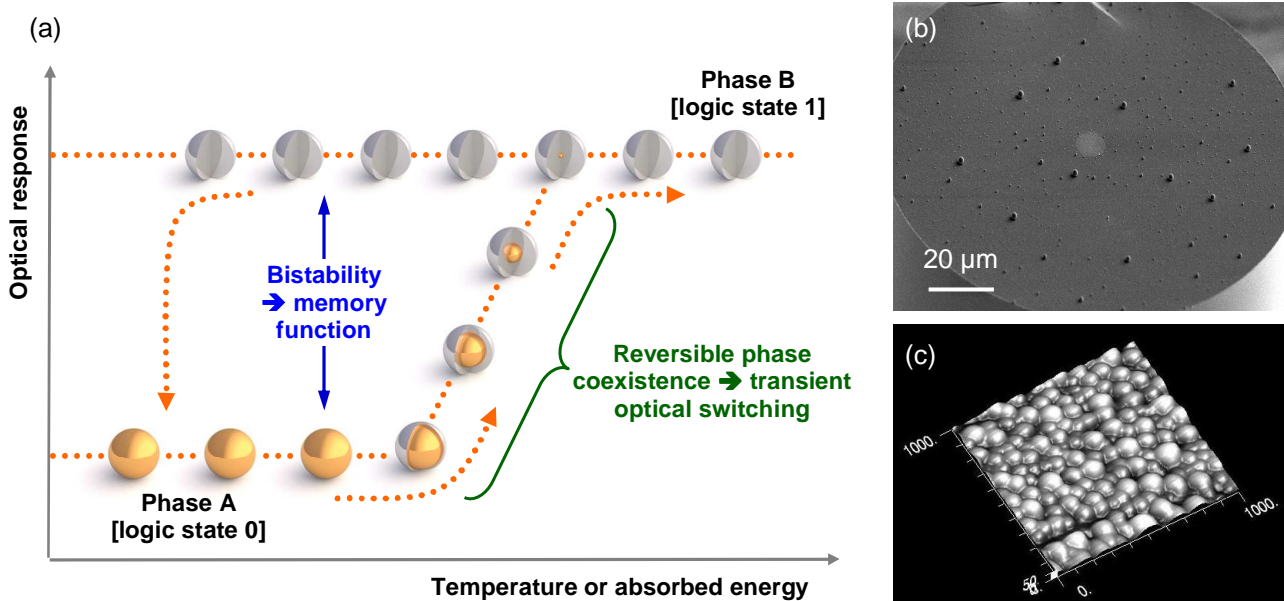 (a)
Optical response
Phase B
[logic state 1]
Bistability
➔ memory
function
Reversible phase
coexistence ➔ transient
optical switching
Phase A
[logic state 0]
Temperature or absorbed energy
(b)
20 µm
(c)
1000.
1000.
0.